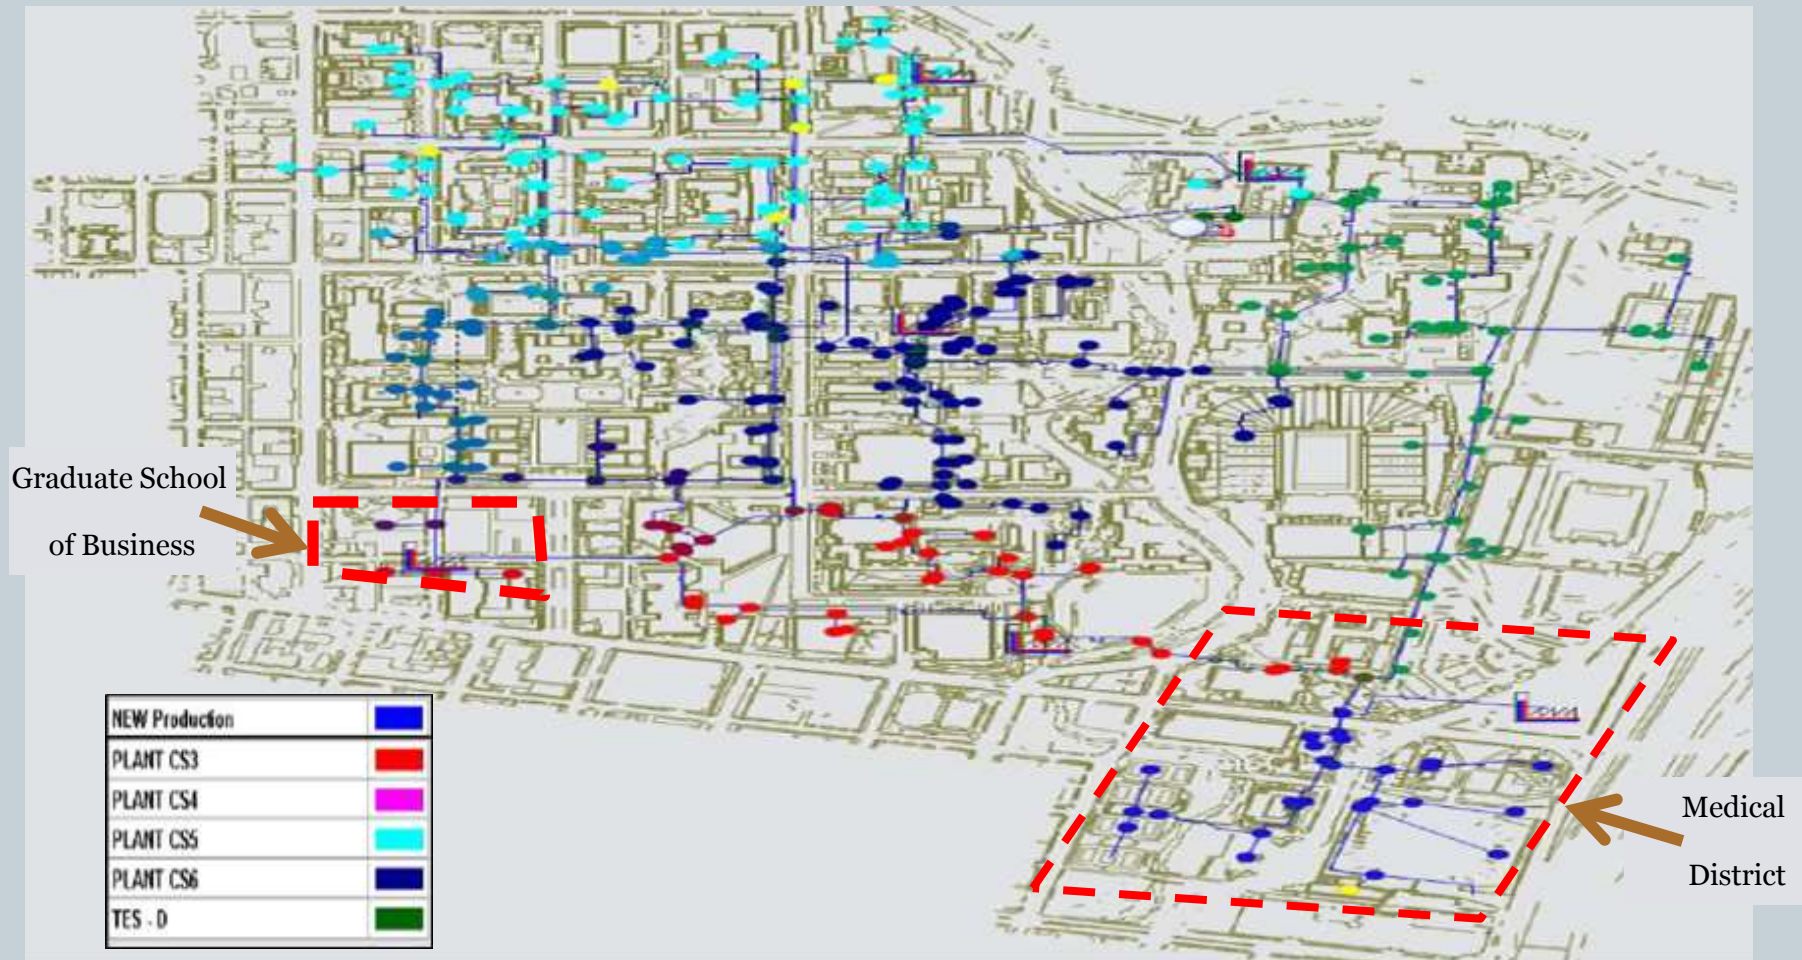 Graduate School
of Business
NEW Production
PLANT CS3
PLANT CS4
PLANT CS5
PLANT CS6
TES - D
Medical
District